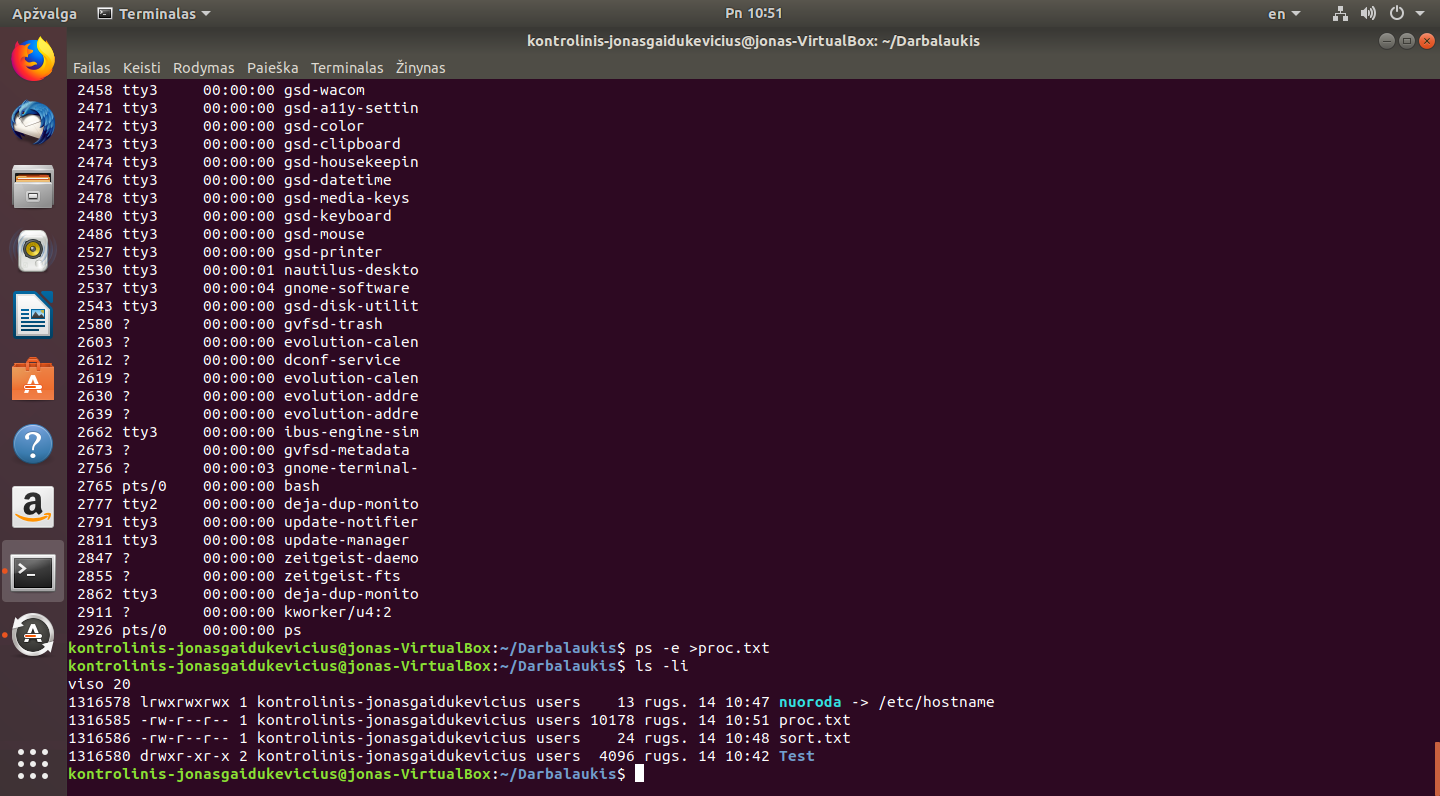 Apžvalga Terminalas Pn 10:51 en
kontrolinis-jonasgaidukevicius@jonas-VirtualBox: ~/Darbalaukis
Failas Keisti Rodymas Paieška Terminalas Žinynas
2458 tty3 00:00:00 gsd-wacom
2471 tty3 00:00:00 gsd-a11y-settin
2472 tty3 00:00:00 gsd-color
2473 tty3 00:00:00 gsd-clipboard
2474 tty3 00:00:00 gsd-housekeepin
2476 tty3 00:00:00 gsd-datetime
2478 tty3 00:00:00 gsd-media-keys
2480 tty3 00:00:00 gsd-keyboard
2486 tty3 00:00:00 gsd-mouse
2527 tty3 00:00:00 gsd-printer
2530 tty3 00:00:01 nautilus-deskto
2537 tty3 00:00:04 gnome-software
2543 tty3 00:00:00 gsd-disk-utilit
2580 ? 00:00:00 gvfsd-trash
2603 ? 00:00:00 evolution-calen
2612 ? 00:00:00 dconf-service
2619 ? 00:00:00 evolution-calen
2630 ? 00:00:00 evolution-addre
2639 ? 00:00:00 evolution-addre
2662 tty3 00:00:00 ibus-engine-sim
2673 ? 00:00:00 gvfsd-metadata
2756 ? 00:00:03 gnome-terminal-
2765 pts/0 00:00:00 bash
2777 tty2 00:00:00 deja-dup-monito
2791 tty3 00:00:00 update-notifier
2811 tty3 00:00:08 update-manager
2847 ? 00:00:00 zeitgeist-daemo
2855 ? 00:00:00 zeitgeist-fts
2862 tty3 00:00:00 deja-dup-monito
2911 ? 00:00:00 kworker/u4:2
2926 pts/0 00:00:00 ps
kontrolinis-jonasgaidukevicius@jonas-VirtualBox:~/Darbalaukis$ ps -e >proc.txt
kontrolinis-jonasgaidukevicius@jonas-VirtualBox:~/Darbalaukis$ ls -li
viso 20
1316578 lrwxrwxrwx 1 kontrolinis-jonasgaidukevicius users 13 rugs. 14 10:47 nuoroda -> /etc/hostname
1316585 -rw-r--r-- 1 kontrolinis-jonasgaidukevicius users 10178 rugs. 14 10:51 proc.txt
1316586 -rw-r--r-- 1 kontrolinis-jonasgaidukevicius users 24 rugs. 14 10:48 sort.txt
1316580 drwxr-xr-x 2 kontrolinis-jonasgaidukevicius users 4096 rugs. 14 10:42 Test
kontrolinis-jonasgaidukevicius@jonas-VirtualBox:~/Darbalaukis$